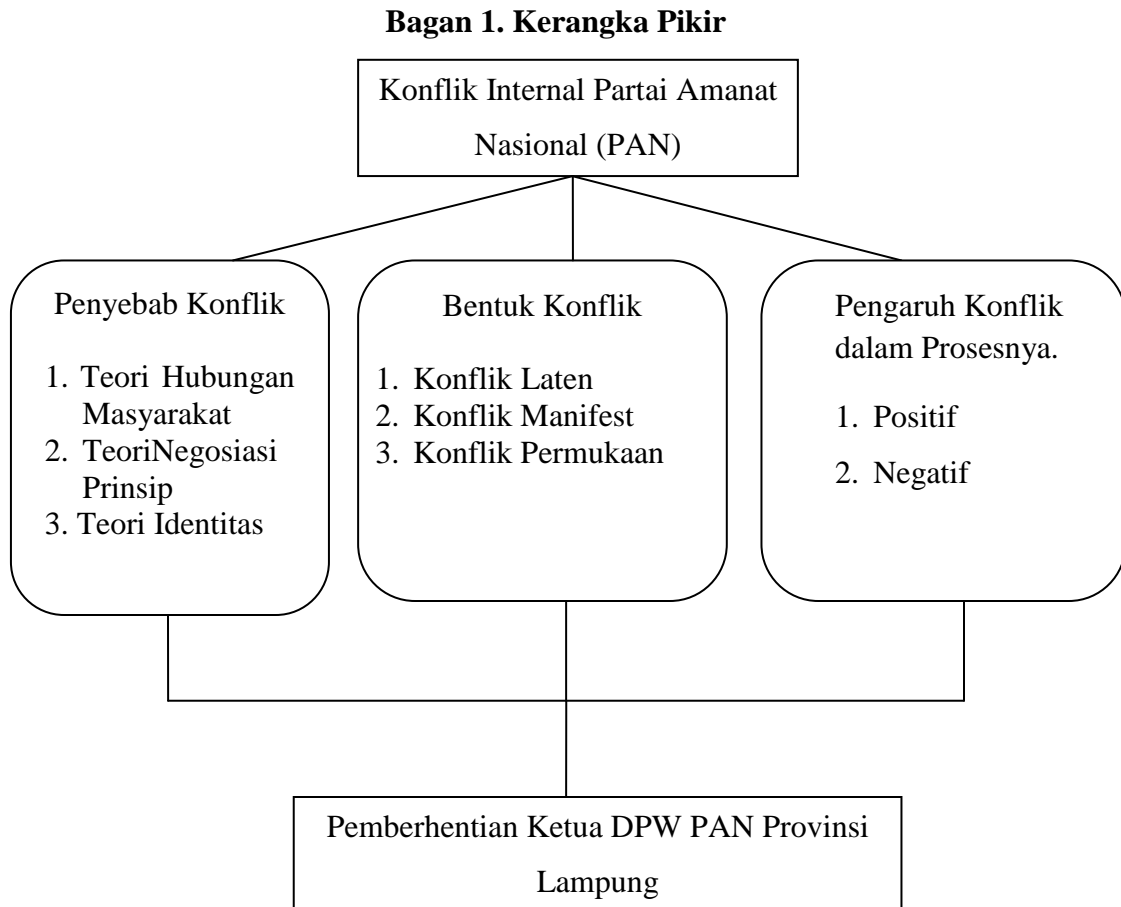 Bagan 1. Kerangka Pikir
Konflik Internal Partai Amanat
Nasional (PAN)
Penyebab Konflik
1. Teori Hubungan
Masyarakat
2. TeoriNegosiasi
Prinsip
3. Teori Identitas
Bentuk Konflik
1. Konflik Laten
2. Konflik Manifest
3. Konflik Permukaan
Pengaruh Konflik
dalam Prosesnya.
1. Positif
2. Negatif
Pemberhentian Ketua DPW PAN Provinsi
Lampung